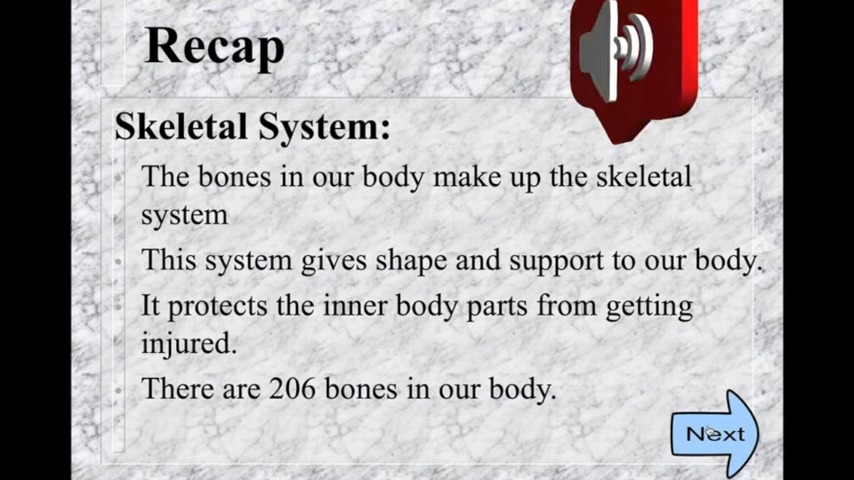 Recap
Skeletal System:
The bones in our body make up the skeletal
system
This system gives shape and support to our body.
It protects the inner body parts from getting
injured.
There are 206 bones in our body.
Next